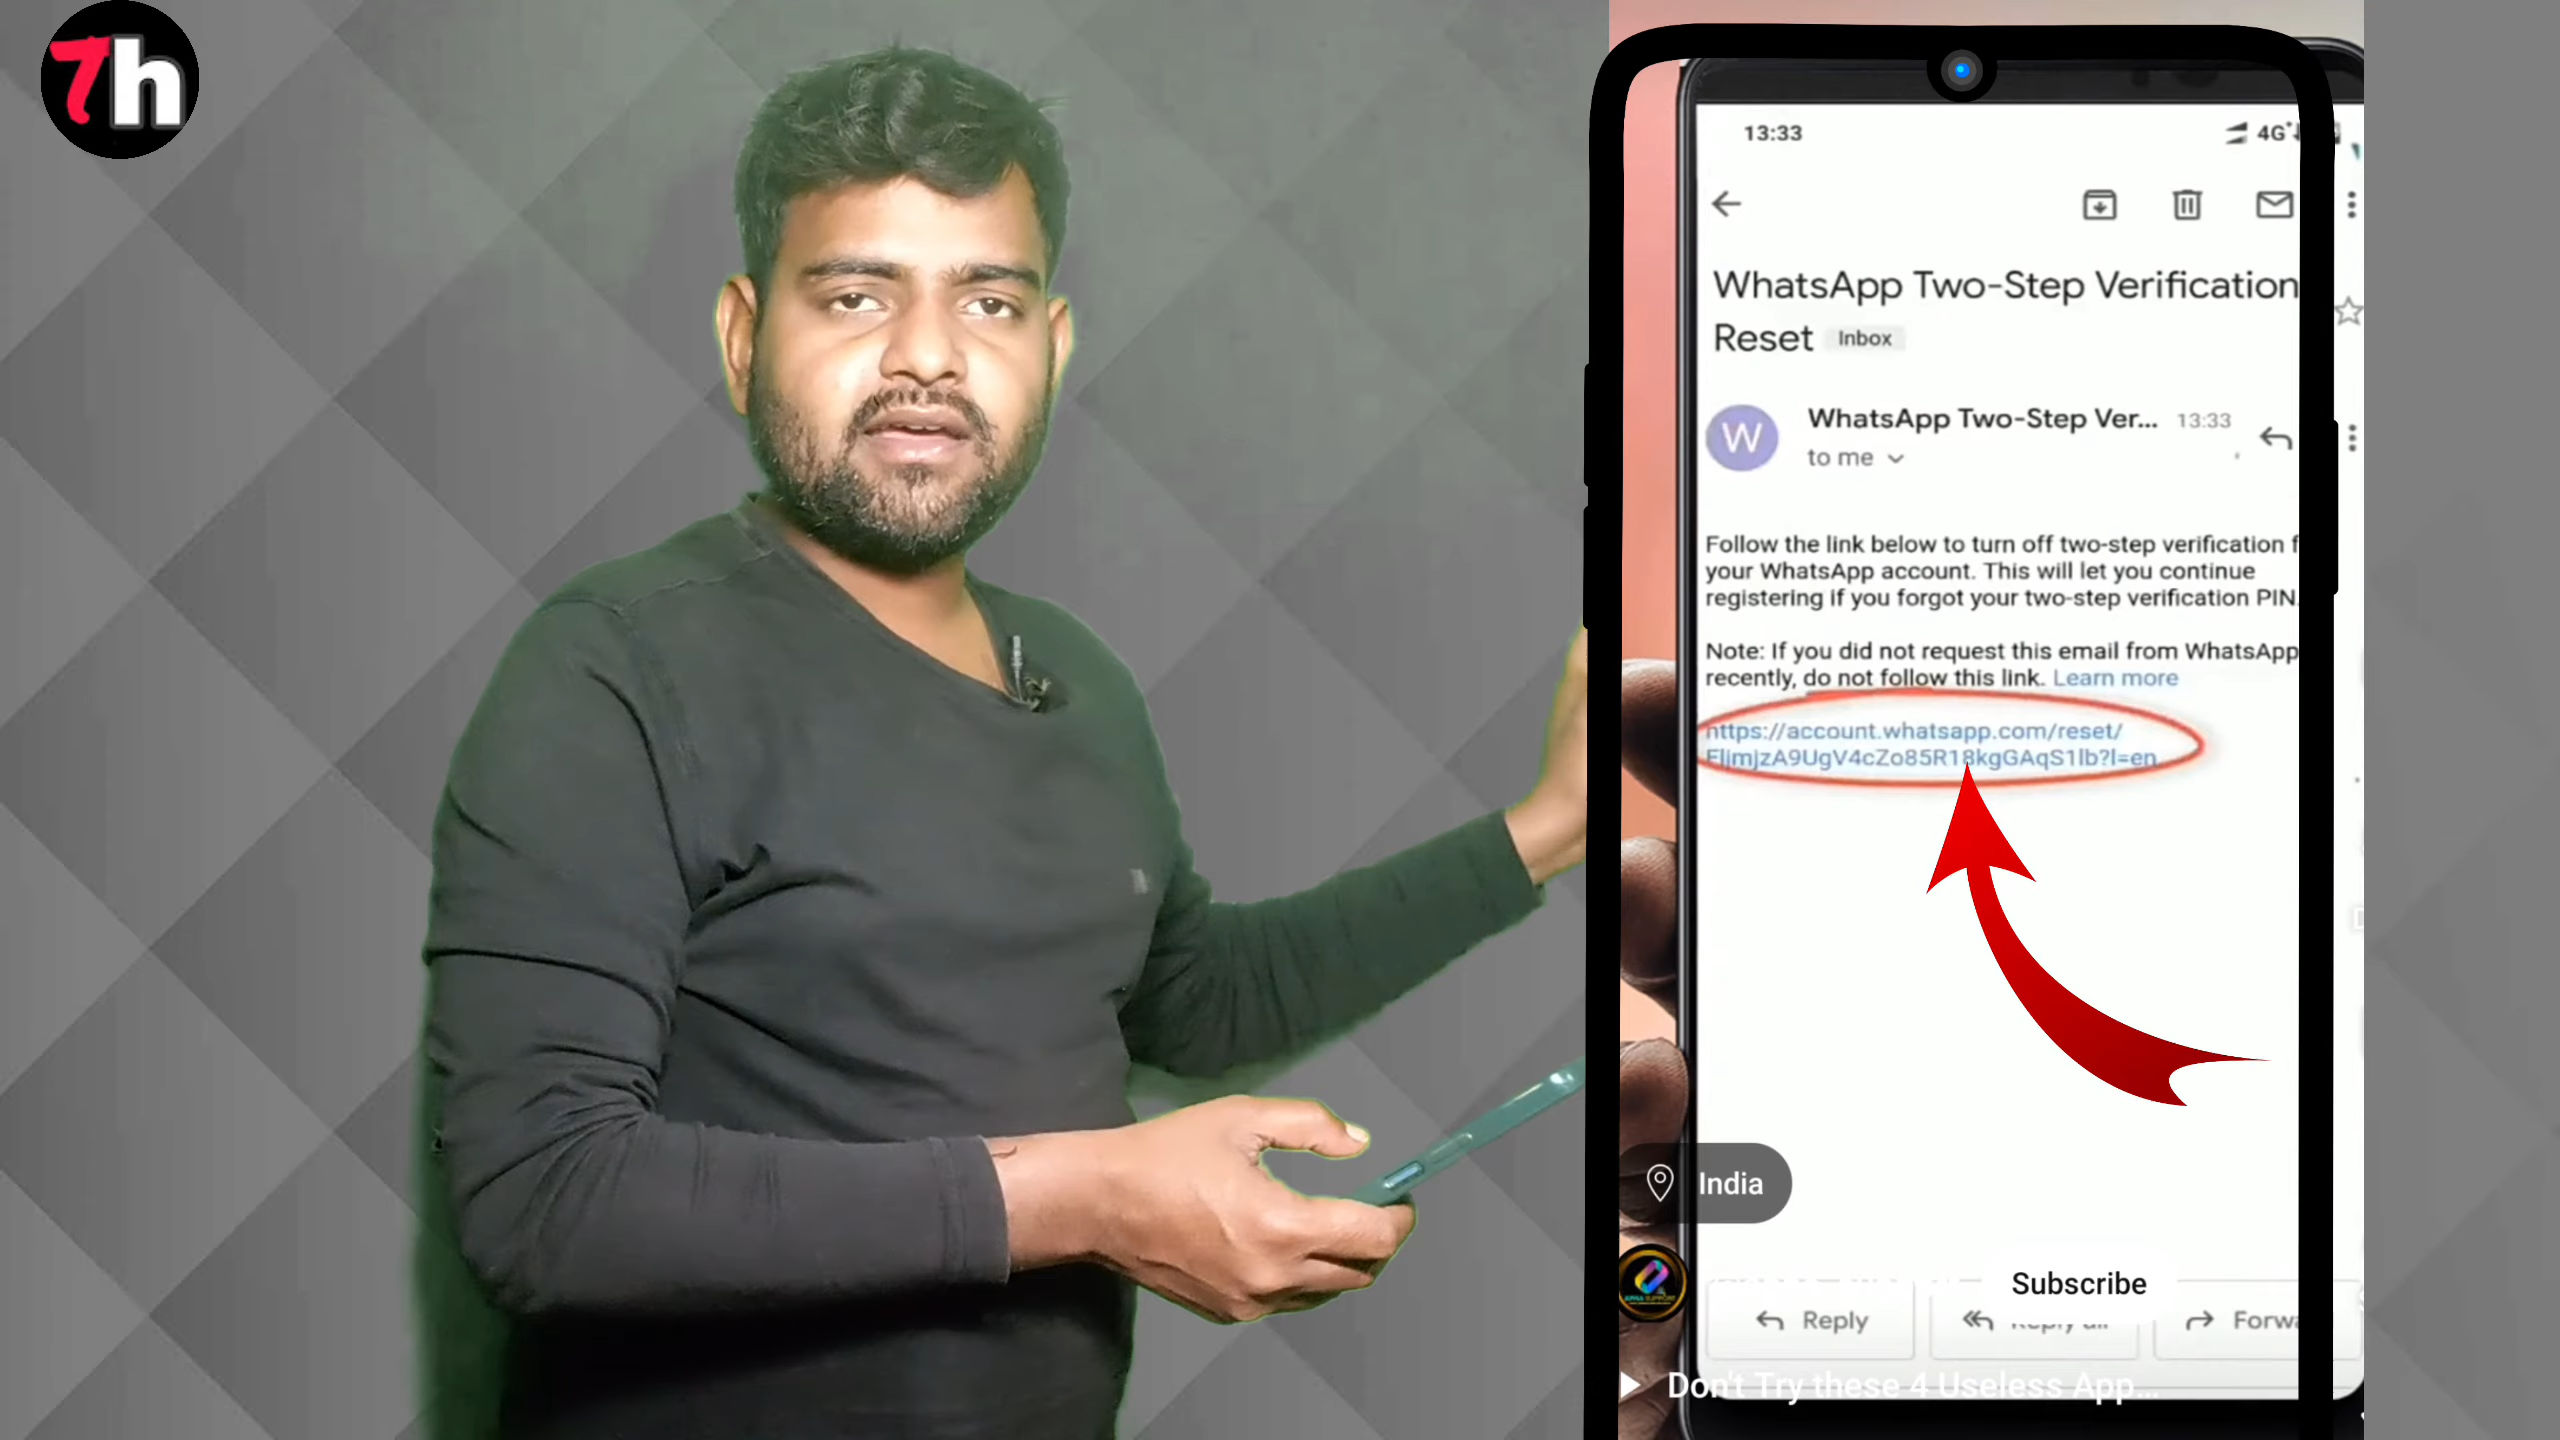 7h
13:33
4G
WhatsApp Two-Step Verification
Reset Inbox
W
WhatsApp Two-Step Ver... 13:33
to me
Follow the link below to turn off two-step verification f
your WhatsApp account. This will let you continue
registering if you forgot your two-step verification PIN.
Note: If you did not request this email from WhatsApp
recently, do not follow this link. Learn more
https://account.whatsapp.com/reset/
FljmjzA9UgV4cZo85R18kgGAqS1lb?l=en
India
Subscribe
Reply
Reply all
Forwa
Don't Try these 4 Useless App...